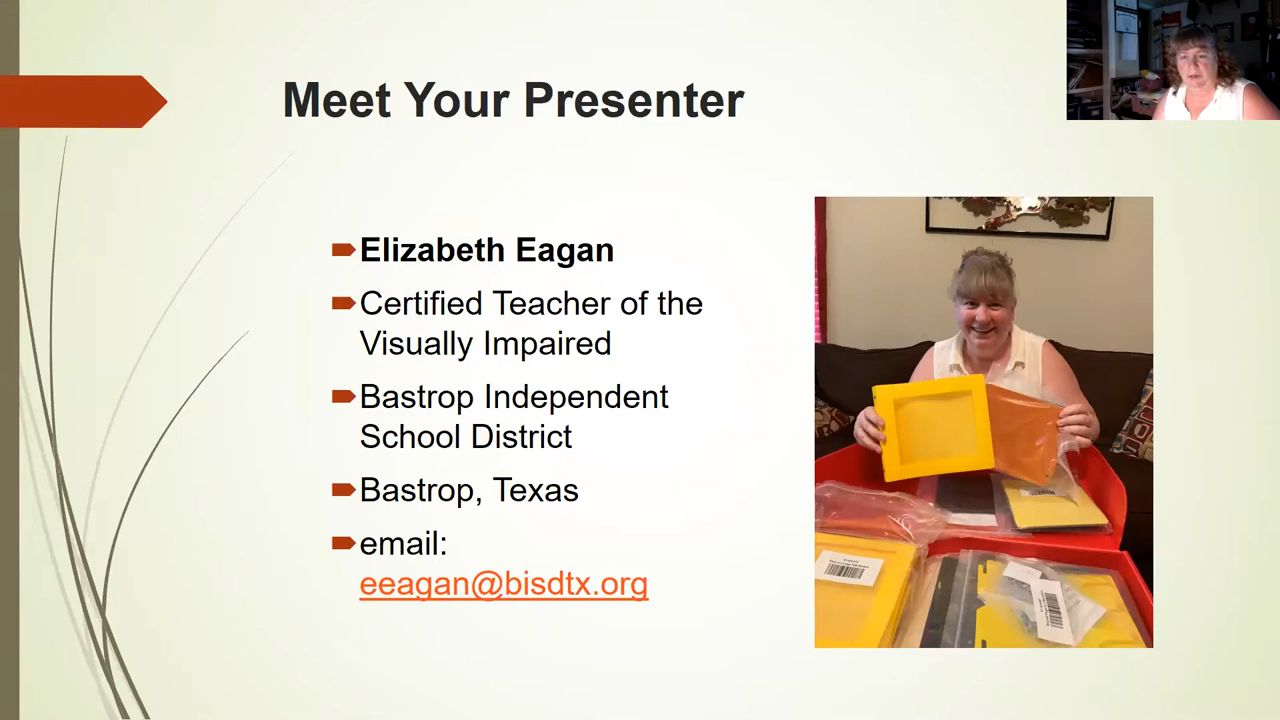 Meet Your Presenter
Elizabeth Eagan
Certified Teacher of the
Visually Impaired
Bastrop Independent
School District
Bastrop, Texas
email:
eeagan@bisdtx.org